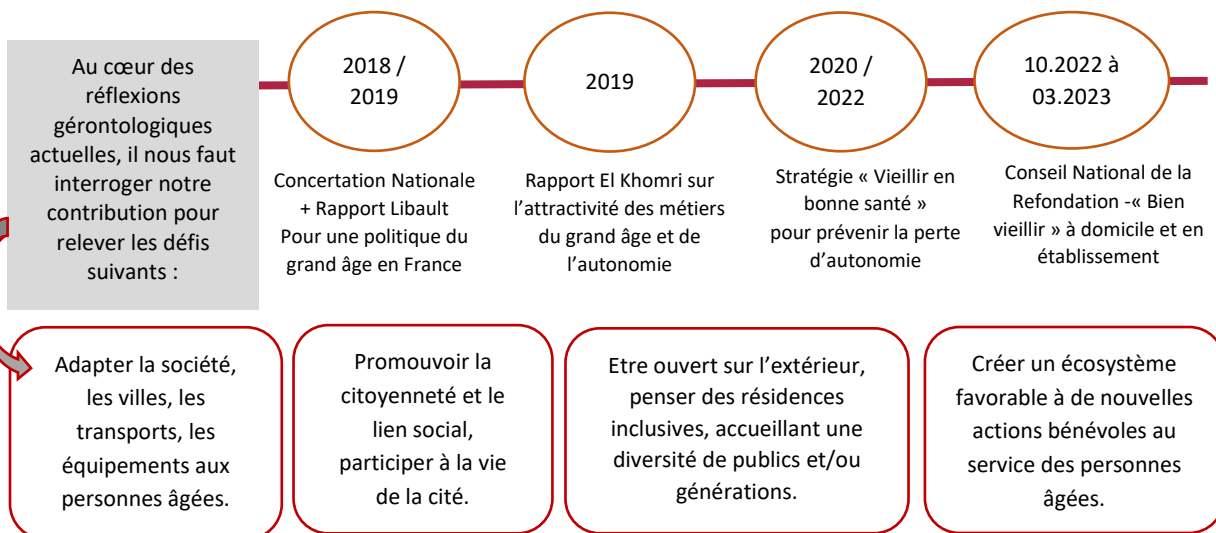 Au cœur des
réflexions
gérontologiques
actuelles, il nous faut
interroger notre
contribution pour
relever les défis
suivants :
2018 /
2019
Concertation Nationale
+ Rapport Libault
Pour une politique du
grand âge en France
2019
Rapport El Khomri sur
l’attractivité des métiers
du grand âge et de
l’autonomie
2020 /
2022
Stratégie « Vieillir en
bonne santé »
pour prévenir la perte
d’autonomie
10.2022 à
03.2023
Conseil National de la
Refondation -« Bien
vieillir » à domicile et en
établissement
Adapter la société,
les villes, les
transports, les
équipements aux
personnes âgées.
Promouvoir la
citoyenneté et le
lien social,
participer à la vie
de la cité.
Etre ouvert sur l’extérieur,
penser des résidences
inclusives, accueillant une
diversité de publics et/ou
générations.
Créer un écosystème
favorable à de nouvelles
actions bénévoles au
service des personnes
âgées.